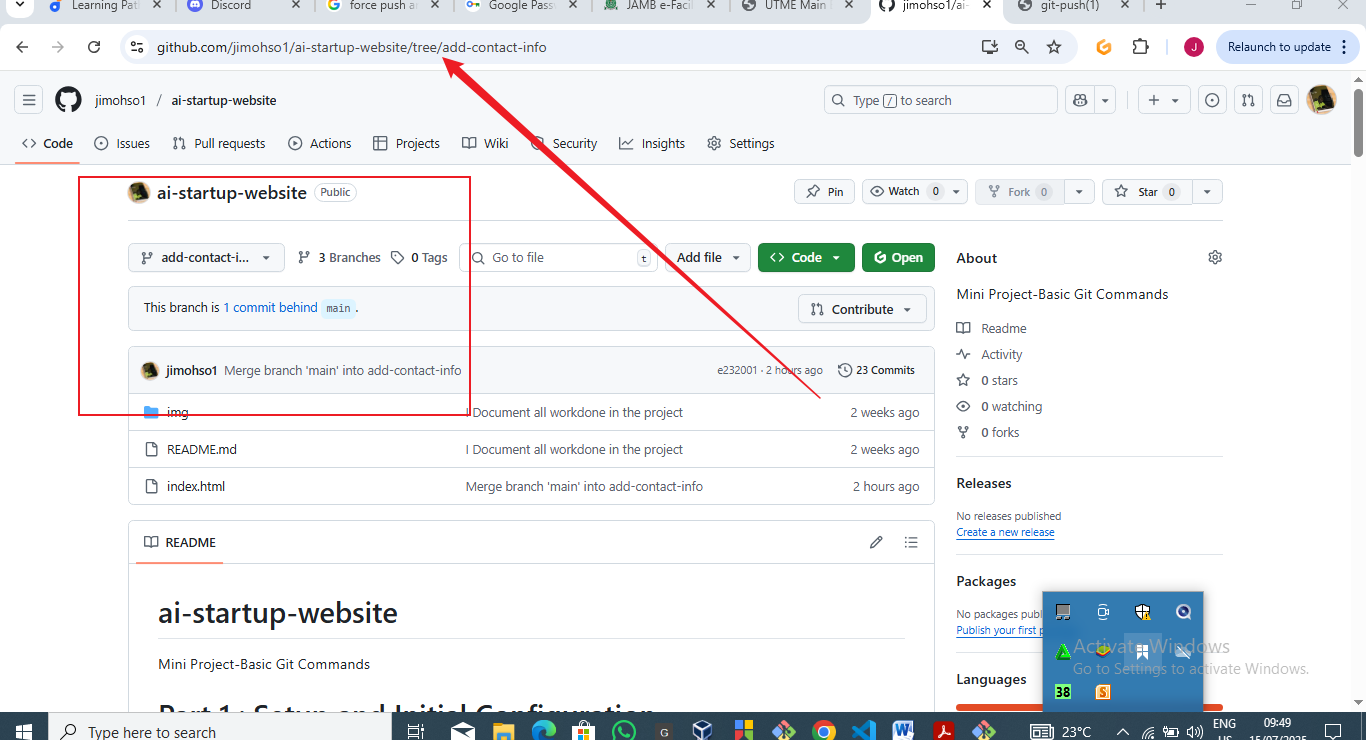 Learning Path
Discord
force push a
Google Pass
JAMB e-Faci
UTME Main
jimohso1/ai-
git-push(1)
github.com/jimohso1/ai-startup-website/tree/add-contact-info
J
Relaunch to update
jimohso1 / ai-startup-website
Type / to search
Code
Issues
Pull requests
Actions
Projects
Wiki
Security
Insights
Settings
ai-startup-website Public
Pin
Watch 0
Fork 0
Star 0
add-contact-i...
3 Branches
0 Tags
Go to file t
Add file
Code
Open
This branch is 1 commit behind main .
Contribute
jimohso1 Merge branch 'main' into add-contact-info
e232001 · 2 hours ago
23 Commits
img I Document all workdone in the project 2 weeks ago
README.md I Document all workdone in the project 2 weeks ago
index.html Merge branch 'main' into add-contact-info 2 hours ago
README
ai-startup-website
Mini Project-Basic Git Commands
Part 1 : Setup and Initial Configuration
About
Mini Project-Basic Git Commands
Readme
Activity
0 stars
0 watching
0 forks
Releases
No releases published
Create a new release
Packages
No packages publ
Publish your first p
Languages
38
S
Activate Windows
Go to Settings to activate Windows.
Type here to search
G
W
23°C
ENG
US
09:49
15/07/2025